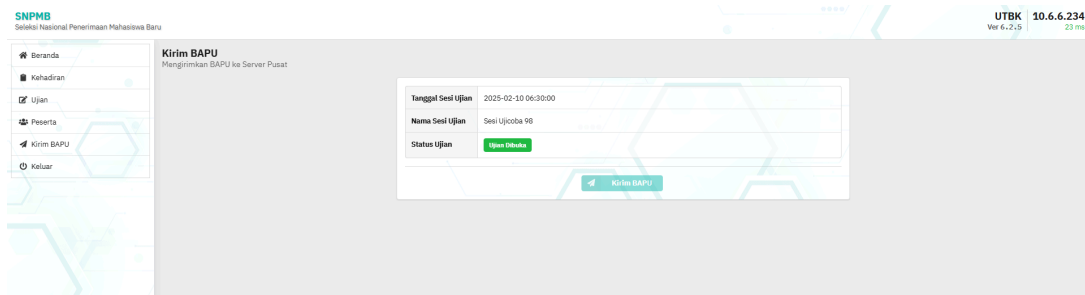 SNPMB
Seleksi Nasional Penerimaan Mahasiswa Baru
UTBK
Ver 6.2.5
10.6.6.234
23 ms
Beranda
Kehadiran
Ujian
Peserta
Kirim BAPU
Keluar
Kirim BAPU
Mengirimkan BAPU ke Server Pusat
Tanggal Sesi Ujian 2025-02-10 06:30:00
Nama Sesi Ujian Sesi Ujicoba 98
Status Ujian Ujian Dibuka
Kirim BAPU